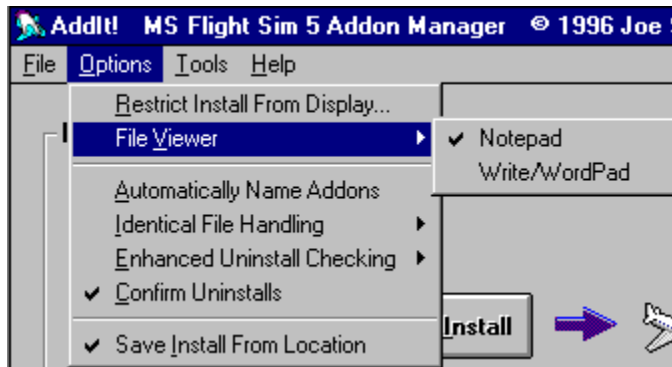 AddIt! MS Flight Sim 5 Addon Manager © 1996 Joe
File Options Tools Help
Restrict Install From Display...
File Viewer
Notepad
Write/WordPad
Automatically Name Addons
Identical File Handling
Enhanced Uninstall Checking
Confirm Uninstalls
Save Install From Location
Install